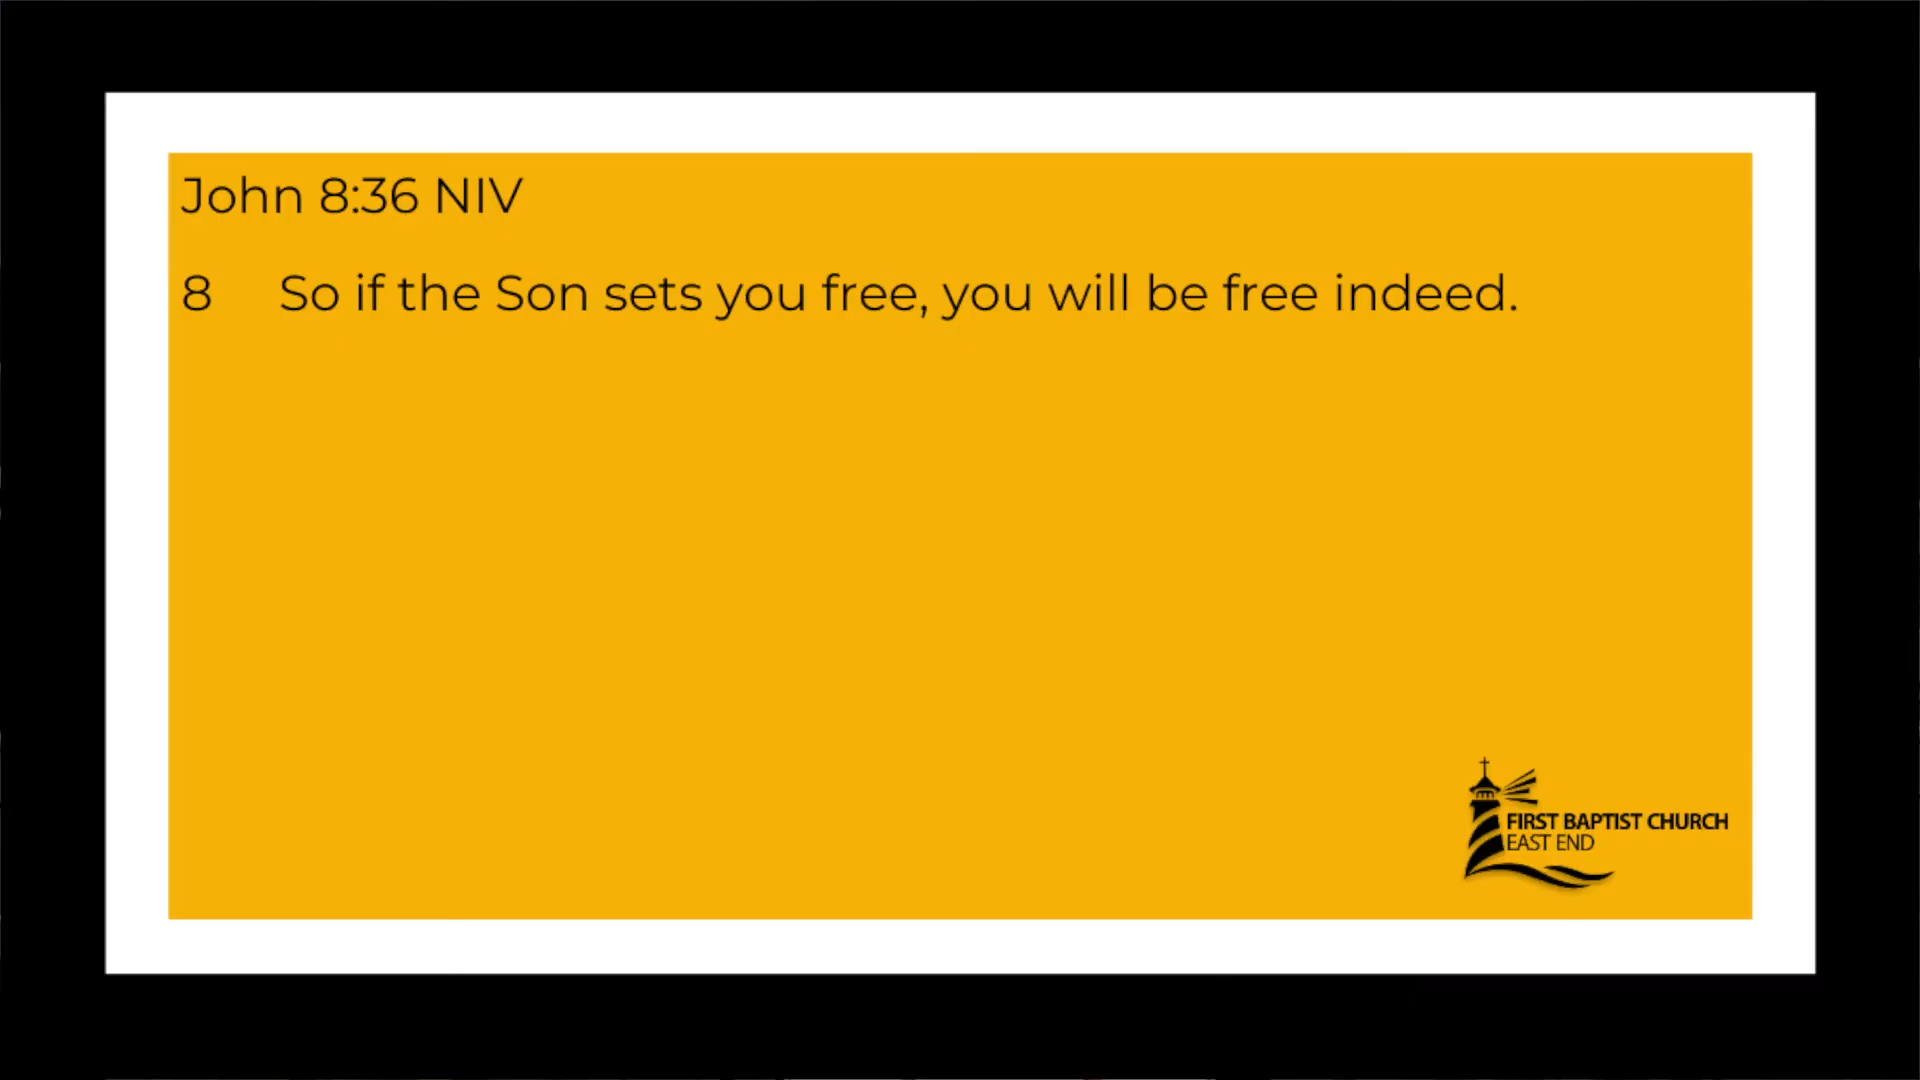 John 8:36 NIV
8 So if the Son sets you free, you will be free indeed.
FIRST BAPTIST CHURCH
EAST END